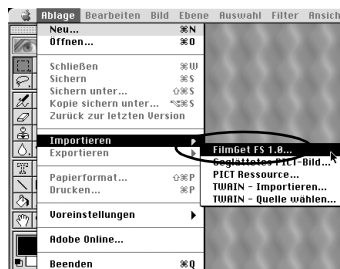 Ablage Bearbeiten Bild Ebene Auswahl Filter Ansich
Neu... ⌘N
Öffnen... ⌘O
Schließen ⌘W
Sichern ⌘S
Sichern unter... ⇧⌘S
Kopie sichern unter... ⌥⌘S
Zurück zur letzten Version
Importieren
Exportieren
Papierformat... ⇧⌘P
Drucken... ⌘P
Voreinstellungen
Adobe Online...
Beenden ⌘Q
FilmGet FS 1.0...
Geglättetes PICT-Bild...
PICT Ressource...
TWAIN - Importieren...
TWAIN - Quelle wählen...